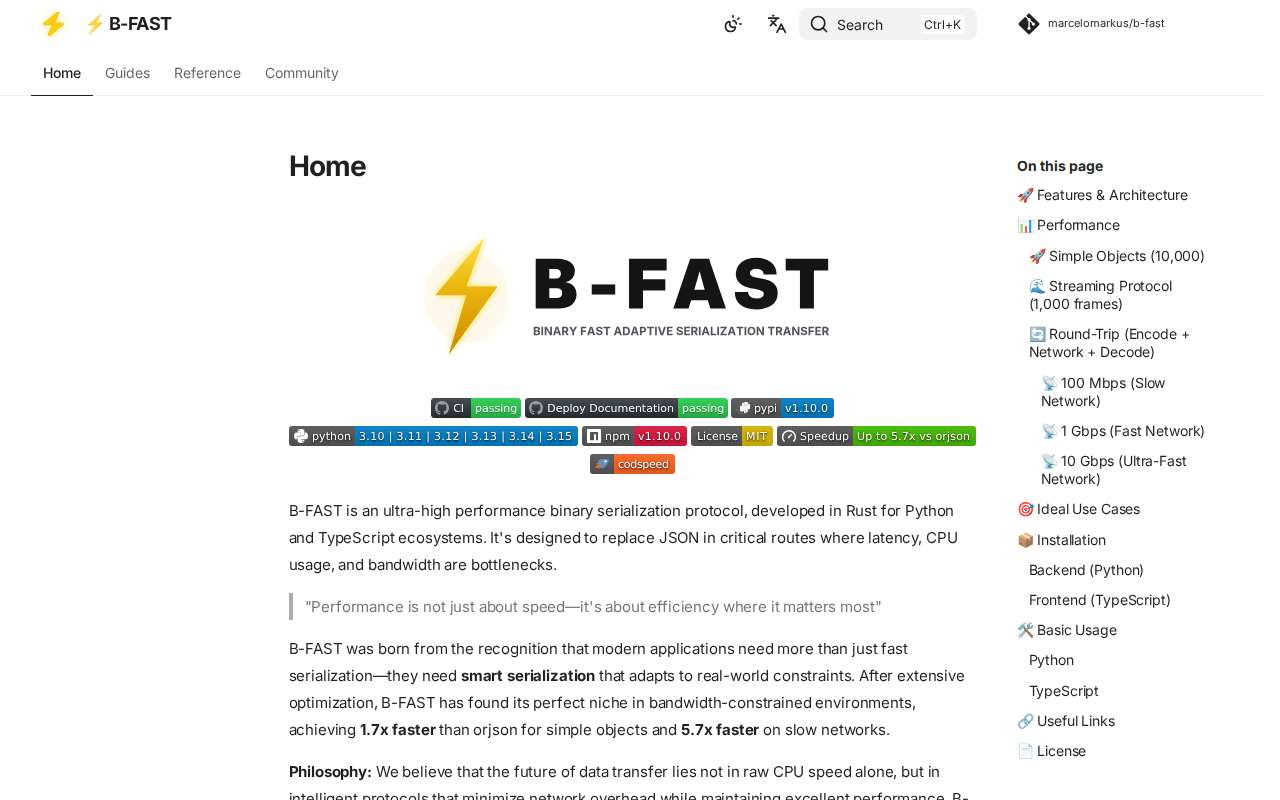 ⚡ B-FAST
Search Ctrl+K
marcelomarkus/b-fast
Home Guides Reference Community
Home
B-FAST
BINARY FAST ADAPTIVE SERIALIZATION TRANSFER
CI passing Deploy Documentation passing pypi v1.10.0
python 3.10 | 3.11 | 3.12 | 3.13 | 3.14 | 3.15 npm v1.10.0 License MIT Speedup Up to 5.7x vs orjson
codspeed
B-FAST is an ultra-high performance binary serialization protocol, developed in Rust for Python
and TypeScript ecosystems. It's designed to replace JSON in critical routes where latency, CPU
usage, and bandwidth are bottlenecks.
"Performance is not just about speed—it's about efficiency where it matters most"
B-FAST was born from the recognition that modern applications need more than just fast
serialization—they need smart serialization that adapts to real-world constraints. After extensive
optimization, B-FAST has found its perfect niche in bandwidth-constrained environments,
achieving 1.7x faster than orjson for simple objects and 5.7x faster on slow networks.
Philosophy: We believe that the future of data transfer lies not in raw CPU speed alone, but in
intelligent protocols that minimize network overhead while maintaining excellent performance. B-
On this page
🚀 Features & Architecture
📊 Performance
🚀 Simple Objects (10,000)
🌊 Streaming Protocol
(1,000 frames)
🔄 Round-Trip (Encode +
Network + Decode)
📡 100 Mbps (Slow
Network)
📡 1 Gbps (Fast Network)
📡 10 Gbps (Ultra-Fast
Network)
🎯 Ideal Use Cases
📦 Installation
Backend (Python)
Frontend (TypeScript)
🛠️ Basic Usage
Python
TypeScript
🔗 Useful Links
📄 License